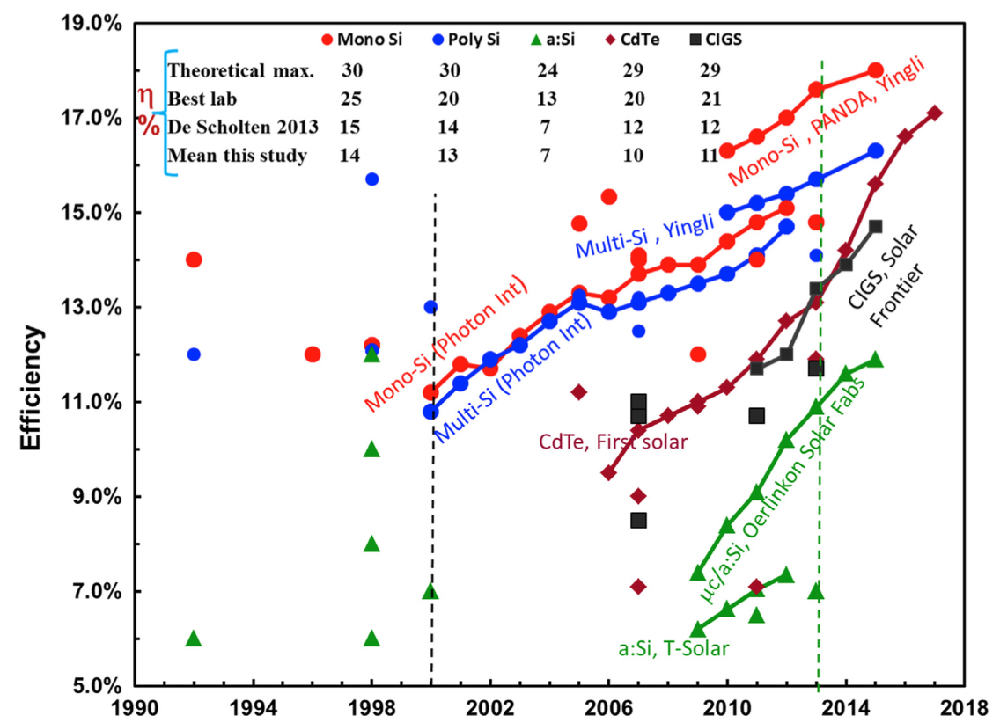 19.0%
17.0%
15.0%
13.0%
11.0%
9.0%
7.0%
5.0%
Efficiency
Mono Si Poly Si a:Si CdTe CIGS
η
%
Theoretical max. 30 30 24 29 29
Best lab 25 20 13 20 21
De Scholten 2013 15 14 7 12 12
Mean this study 14 13 7 10 11
Mono-Si , PANDA, Yingli
Multi-Si , Yingli
Mono-Si (Photon Int)
Multi-Si (Photon Int)
CIGS, Solar
Frontier
CdTe, First solar
µc/a:Si, Oerlinkon Solar Fabs
a:Si, T-Solar
1990 1994 1998 2002 2006 2010 2014 2018